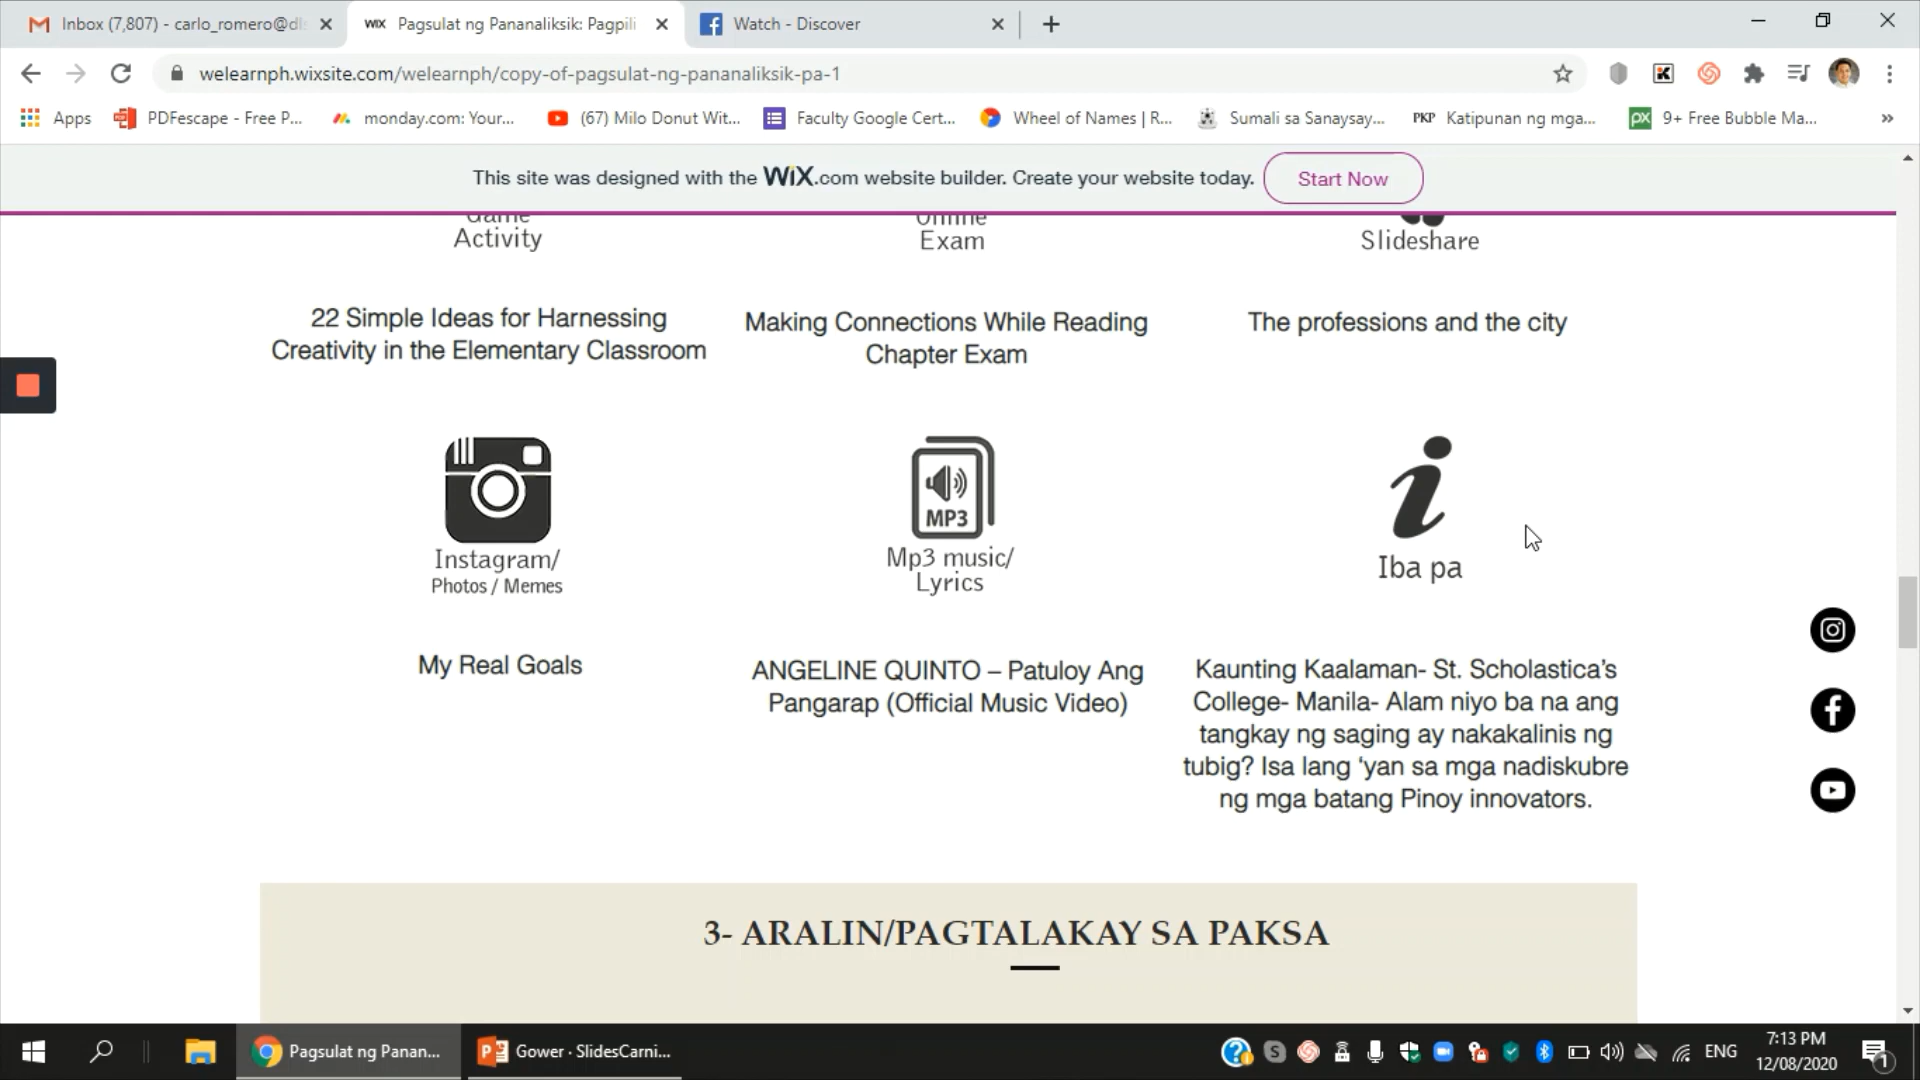 Inbox (7,807) - carlo_romero@dl
WIX Pagsulat ng Pananaliksik: Pagpili
Watch - Discover
welearnph.wixsite.com/welearnph/copy-of-pagsulat-ng-pananaliksik-pa-1
Apps
PDFescape - Free P...
monday.com: Your...
(67) Milo Donut Wit...
Faculty Google Cert...
Wheel of Names | R...
Sumali sa Sanaysay...
PKP Katipunan ng mga...
px 9+ Free Bubble Ma...
»
This site was designed with the WiX.com website builder. Create your website today.
Start Now
Game
Activity
Online
Exam
Slideshare
22 Simple Ideas for Harnessing
Creativity in the Elementary Classroom
Making Connections While Reading
Chapter Exam
The professions and the city
MP3
i
Instagram/
Photos / Memes
Mp3 music/
Lyrics
Iba pa
My Real Goals
ANGELINE QUINTO – Patuloy Ang
Pangarap (Official Music Video)
Kaunting Kaalaman- St. Scholastica’s
College- Manila- Alam niyo ba na ang
tangkay ng saging ay nakakalinis ng
tubig? Isa lang ‘yan sa mga nadiskubre
ng mga batang Pinoy innovators.
3- ARALIN/PAGTALAKAY SA PAKSA
Pagsulat ng Panan...
Gower · SlidesCarni...
ENG
7:13 PM
12/08/2020
1